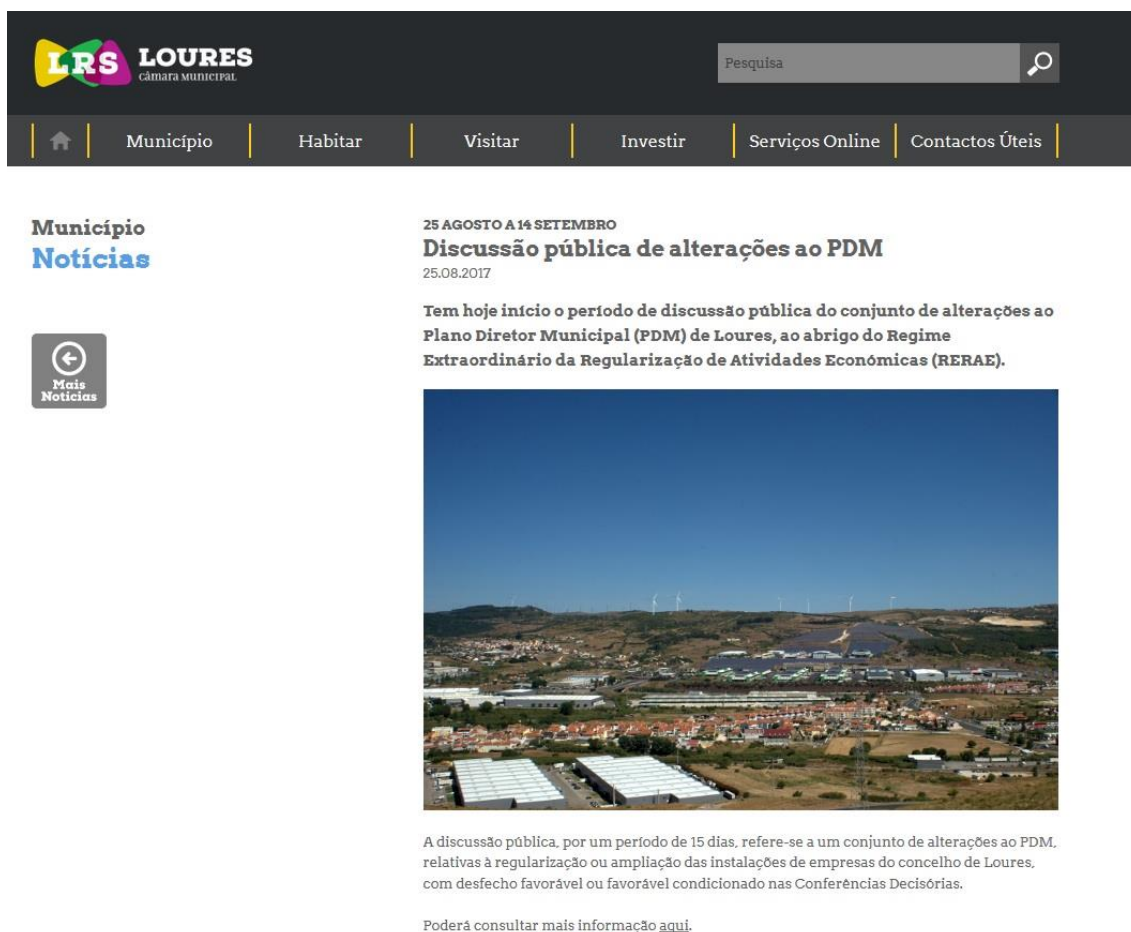 LRS LOURES
CÂMARA MUNICIPAL
Pesquisa
Município Habitar Visitar Investir Serviços Online Contactos Úteis
Município
Notícias
Mais
Notícias
25 AGOSTO A 14 SETEMBRO
Discussão pública de alterações ao PDM
25.08.2017
Tem hoje início o período de discussão pública do conjunto de alterações ao
Plano Diretor Municipal (PDM) de Loures, ao abrigo do Regime
Extraordinário da Regularização de Atividades Económicas (RERAE).
A discussão pública, por um período de 15 dias, refere-se a um conjunto de alterações ao PDM,
relativas à regularização ou ampliação das instalações de empresas do concelho de Loures,
com desfecho favorável ou favorável condicionado nas Conferências Decisórias.
Poderá consultar mais informação aqui.